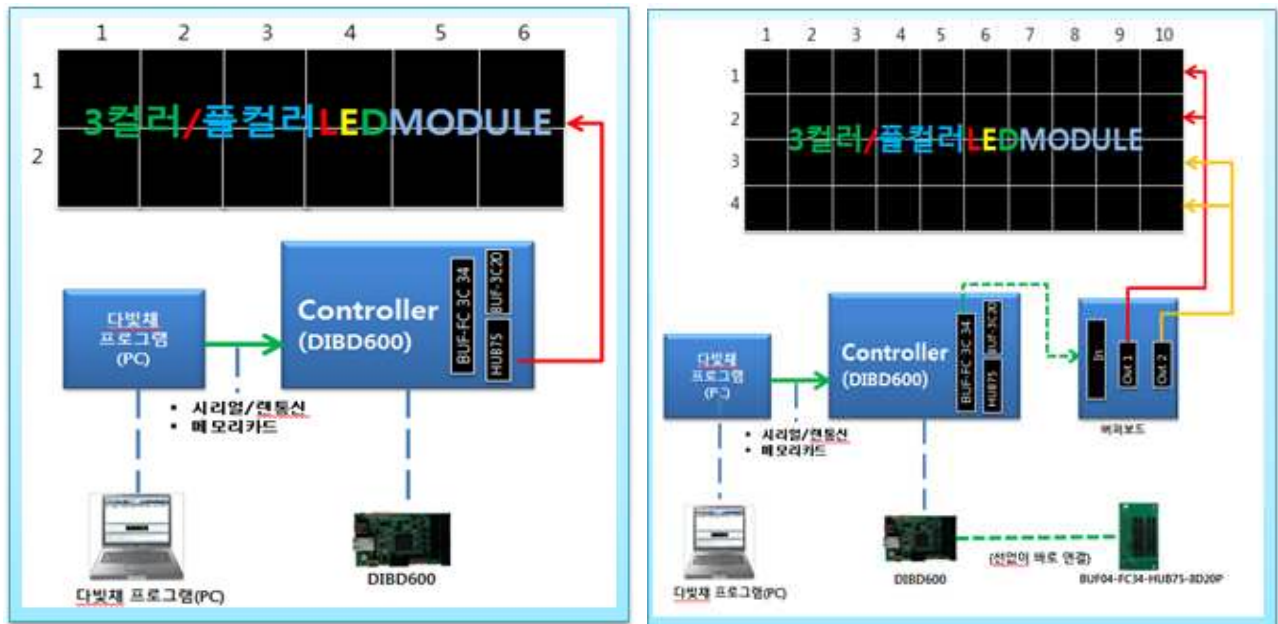 1 2 3 4 5 6
1
2
3컬러/풀컬러LEDMODULE
다빛채
프로그램
(PC)
Controller
(DIBD600)
BUF-FC 3C 34
BUF-3C20
HUB75
▪ 시리얼/랜통신
▪ 메모리카드
다빛채 프로그램(PC)
DIBD600
1 2 3 4 5 6 7 8 9 10
1
2
3
4
3컬러/풀컬러LEDMODULE
다빛채
프로그램
Controller
(DIBD600)
BUF-FC 3C 34
BUF-3C20
HUB75
In
Out 1
Out 2
버퍼보드
▪ 시리얼/랜통신
▪ 메모리카드
다빛채 프로그램(PC)
DIBD600
(선없이 바로 연결)
BUF04-FC34-HUB75-8D20P